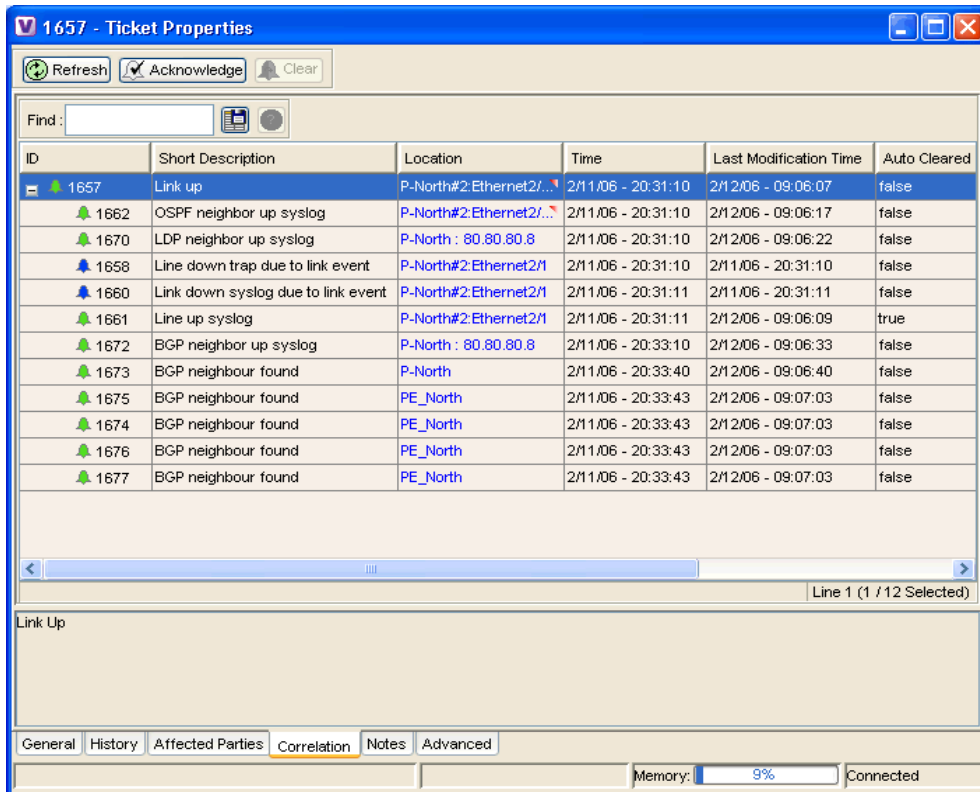 1657 - Ticket Properties
Refresh Acknowledge Clear
Find :
ID Short Description Location Time Last Modification Time Auto Cleared
1657 Link up P-North#2:Ethernet2/... 2/11/06 - 20:31:10 2/12/06 - 09:06:07 false
1662 OSPF neighbor up syslog P-North#2:Ethernet2/... 2/11/06 - 20:31:10 2/12/06 - 09:06:17 false
1670 LDP neighbor up syslog P-North : 80.80.80.8 2/11/06 - 20:31:10 2/12/06 - 09:06:22 false
1658 Line down trap due to link event P-North#2:Ethernet2/1 2/11/06 - 20:31:10 2/11/06 - 20:31:10 false
1660 Link down syslog due to link event P-North#2:Ethernet2/1 2/11/06 - 20:31:11 2/11/06 - 20:31:11 false
1661 Line up syslog P-North#2:Ethernet2/1 2/11/06 - 20:31:11 2/12/06 - 09:06:09 true
1672 BGP neighbor up syslog P-North : 80.80.80.8 2/11/06 - 20:33:10 2/12/06 - 09:06:33 false
1673 BGP neighbour found P-North 2/11/06 - 20:33:40 2/12/06 - 09:06:40 false
1675 BGP neighbour found PE_North 2/11/06 - 20:33:43 2/12/06 - 09:07:03 false
1674 BGP neighbour found PE_North 2/11/06 - 20:33:43 2/12/06 - 09:07:03 false
1676 BGP neighbour found PE_North 2/11/06 - 20:33:43 2/12/06 - 09:07:03 false
1677 BGP neighbour found PE_North 2/11/06 - 20:33:43 2/12/06 - 09:07:03 false
Line 1 (1 / 12 Selected)
Link Up
General History Affected Parties Correlation Notes Advanced
Memory: 9% Connected